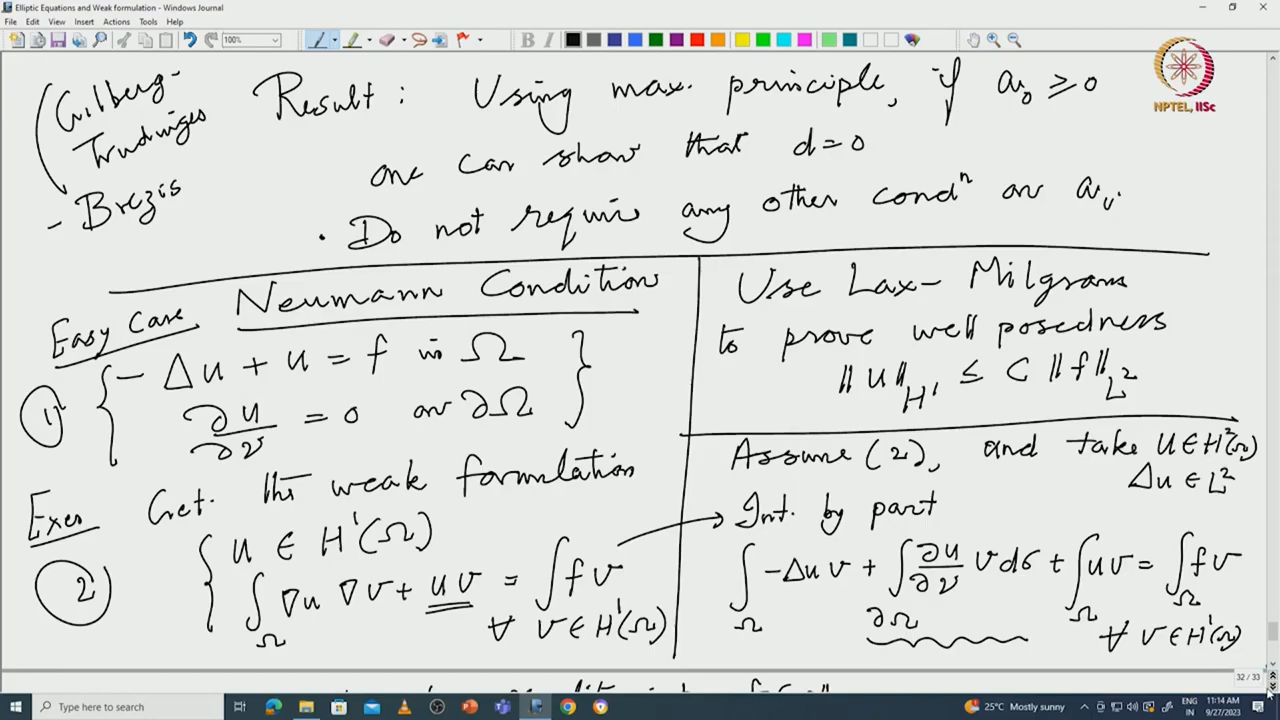 Elliptic Equations and Weak formulation - Windows Journal
File Edit View Insert Actions Tools Help
100%
NPTEL, IISc
Gilberg-
Trudinger
- Brezis
Result : Using max. principle, if a₀ ≥ 0
one can show that d = 0
· Do not require any other condⁿ on aᵢ.
Easy Case Neumann Condition
1) { - Δu + u = f in Ω
∂u/∂ν = 0 on ∂Ω }
Exer Get the weak formulation
2) { u ∈ H¹(Ω)
∫_Ω ∇u ∇v + uv = ∫ f v
∀ v ∈ H¹(Ω)
Use Lax-Milgram
to prove well posedness
‖u‖_H¹ ≤ C ‖f‖_L²
Assume (2), and take u ∈ H²(Ω)
Δu ∈ L²
Int. by part
∫_Ω -Δu v + ∫_∂Ω ∂u/∂ν v dσ + ∫_Ω uv = ∫_Ω f v
∀ v ∈ H¹(Ω)
32 / 33
Type here to search
25°C Mostly sunny
ENG
IN
11:14 AM
9/27/2023